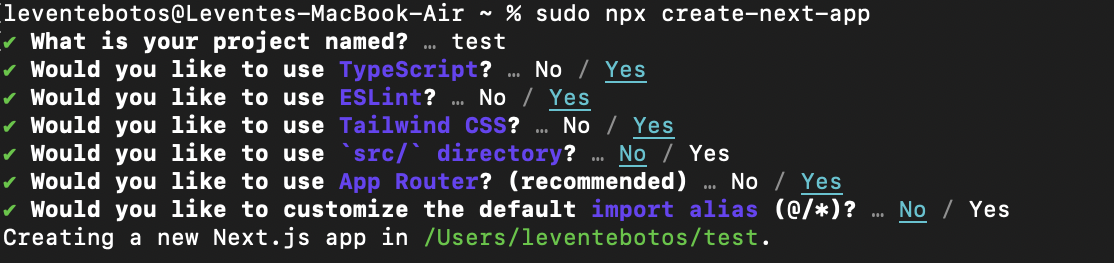 [leventebotos@Leventes-MacBook-Air ~ % sudo npx create-next-app
✔ What is your project named? … test
✔ Would you like to use TypeScript? … No / Yes
✔ Would you like to use ESLint? … No / Yes
✔ Would you like to use Tailwind CSS? … No / Yes
✔ Would you like to use `src/` directory? … No / Yes
✔ Would you like to use App Router? (recommended) … No / Yes
✔ Would you like to customize the default import alias (@/*)? … No / Yes
Creating a new Next.js app in /Users/leventebotos/test.